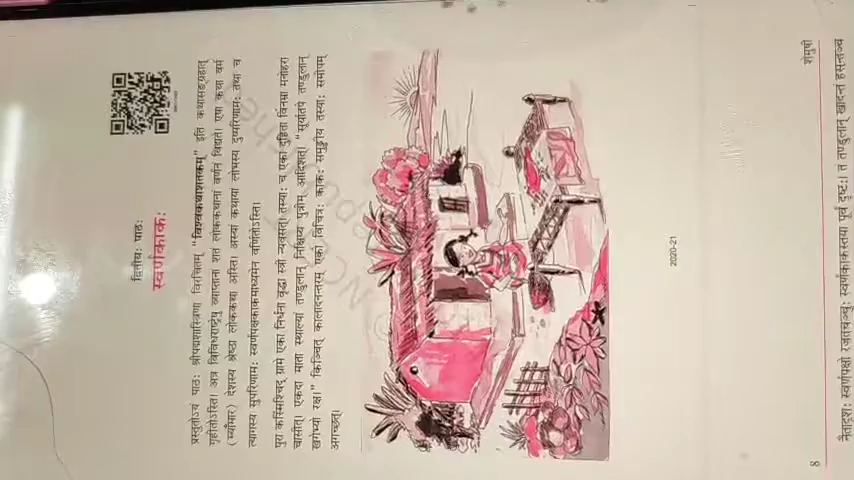 द्वितीयः पाठः
स्वर्णकाकः
प्रस्तुतोऽयं पाठः श्रीपद्मशास्त्रिणा विरचितम् "विश्वकथाशतकम्" इति कथासङ्ग्रहात्
गृहीतोऽस्ति। अत्र विविधराष्ट्रेषु व्याप्तानां शतं लोककथानां वर्णनं विद्यते। एषा कथा वर्म
(म्याँमार) देशस्य श्रेष्ठा लोककथा अस्ति। अस्यां कथायां लोभस्य दुष्परिणामः तथा च
त्यागस्य सुपरिणामः स्वर्णपक्षकाकमाध्यमेन वर्णितोऽस्ति।
पुरा कस्मिंश्चिद् ग्रामे एका निर्धना वृद्धा स्त्री न्यवसत्। तस्याः च एका दुहिता विनम्रा मनोहरा
चासीत्। एकदा माता स्थाल्यां तण्डुलान् निक्षिप्य पुत्रीम् आदिशत्। "सूर्यातपे तण्डुलान्
खगेभ्यो रक्ष।" किञ्चित् कालादनन्तरम् एको विचित्रः काकः समुड्डीय तस्याः समीपम्
अगच्छत्।
2020-21
8
शेमुषी
नैतादृशः स्वर्णपक्षो रजतचञ्चुः स्वर्णकाकस्तया पूर्वं दृष्टः। तं तण्डुलान् खादन्तं हसन्तञ्च